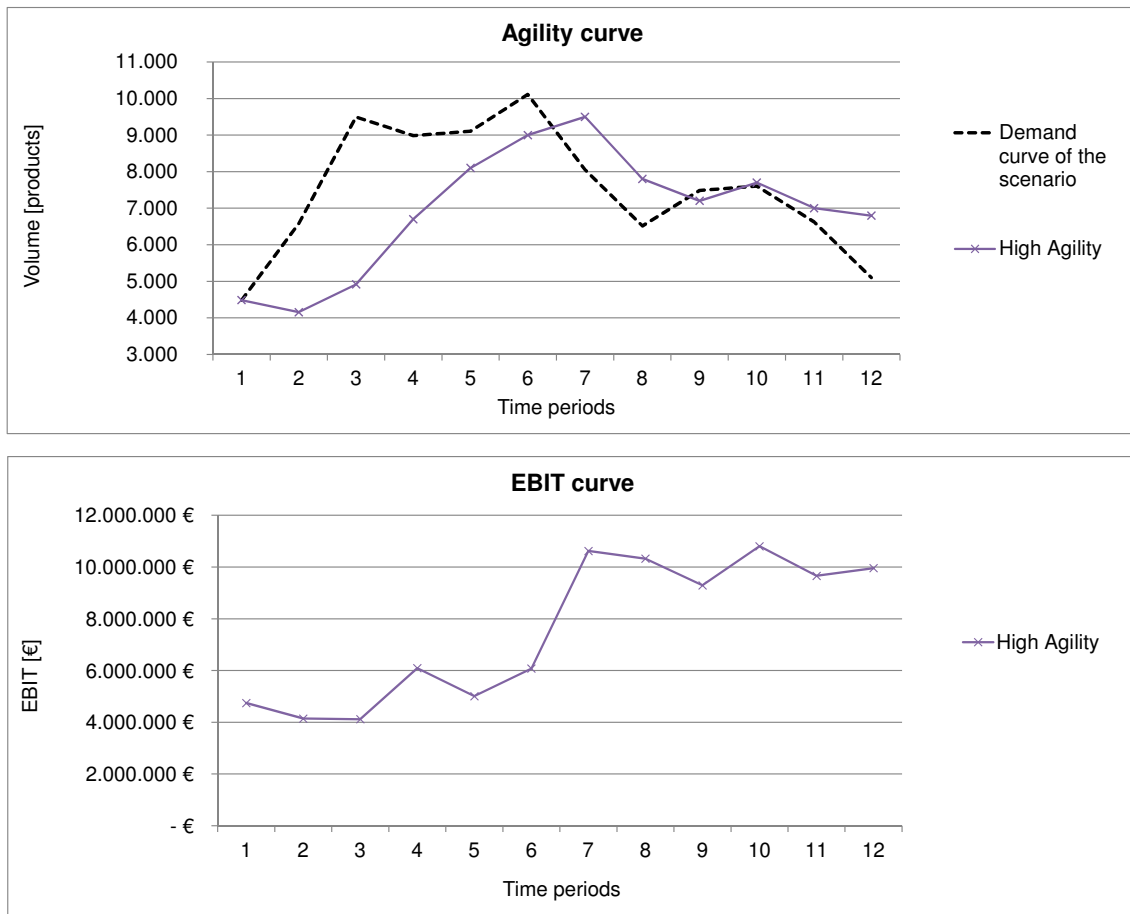 Agility curve
Volume [products]
11.000
10.000
9.000
8.000
7.000
6.000
5.000
4.000
3.000
1 2 3 4 5 6 7 8 9 10 11 12
Time periods
Demand
curve of the
scenario
High Agility
EBIT curve
EBIT [€]
12.000.000 €
10.000.000 €
8.000.000 €
6.000.000 €
4.000.000 €
2.000.000 €
- €
1 2 3 4 5 6 7 8 9 10 11 12
Time periods
High Agility